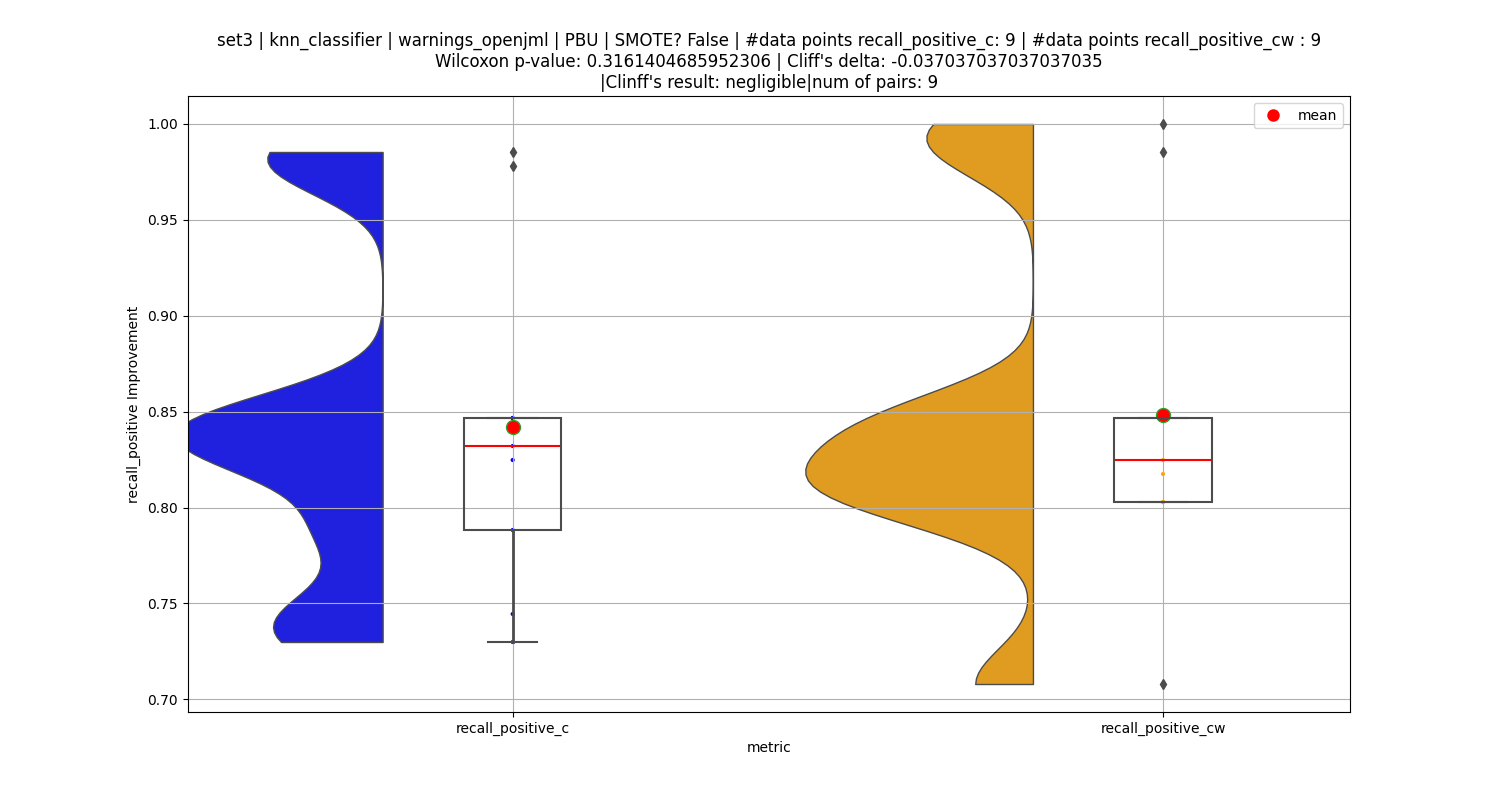 set3 | knn_classifier | warnings_openjml | PBU | SMOTE? False | #data points recall_positive_c: 9 | #data points recall_positive_cw : 9
Wilcoxon p-value: 0.3161404685952306 | Cliff's delta: -0.037037037037037035
|Clinff's result: negligible|num of pairs: 9
mean
1.00
0.95
0.90
0.85
0.80
0.75
0.70
recall_positive Improvement
recall_positive_c
recall_positive_cw
metric